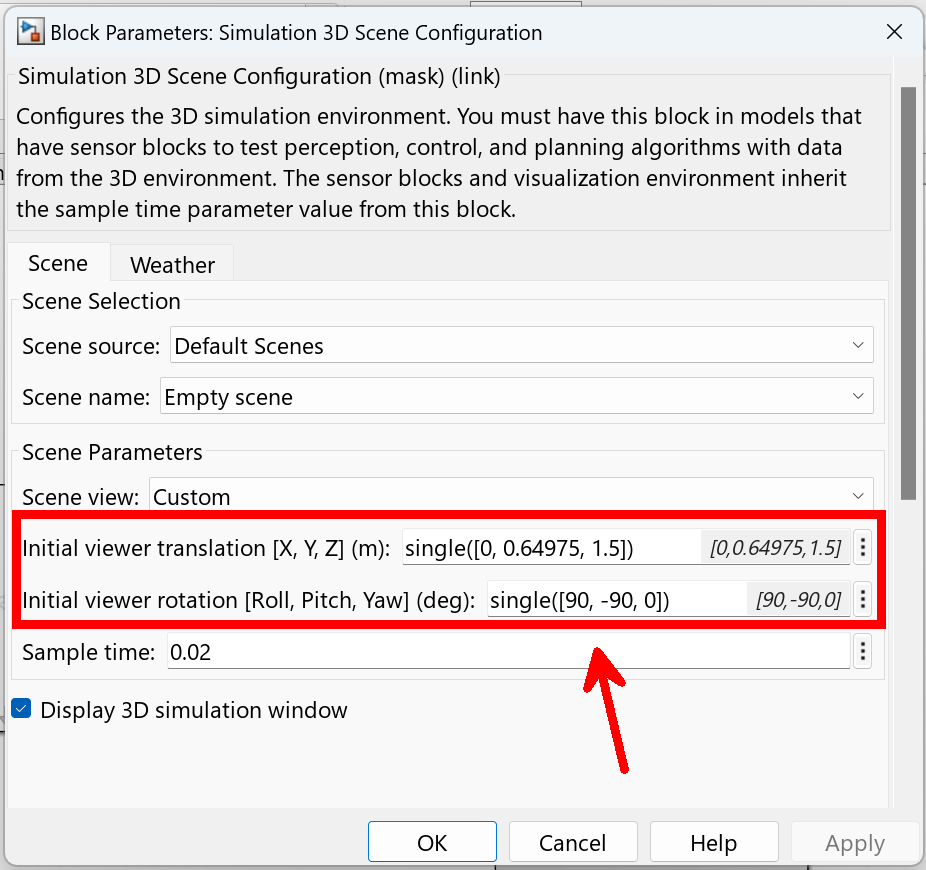 Block Parameters: Simulation 3D Scene Configuration
Simulation 3D Scene Configuration (mask) (link)
Configures the 3D simulation environment. You must have this block in models that
have sensor blocks to test perception, control, and planning algorithms with data
from the 3D environment. The sensor blocks and visualization environment inherit
the sample time parameter value from this block.
Scene Weather
Scene Selection
Scene source: Default Scenes
Scene name: Empty scene
Scene Parameters
Scene view: Custom
Initial viewer translation [X, Y, Z] (m): single([0, 0.64975, 1.5]) [0,0.64975,1.5]
Initial viewer rotation [Roll, Pitch, Yaw] (deg): single([90, -90, 0]) [90,-90,0]
Sample time: 0.02
Display 3D simulation window
OK Cancel Help Apply